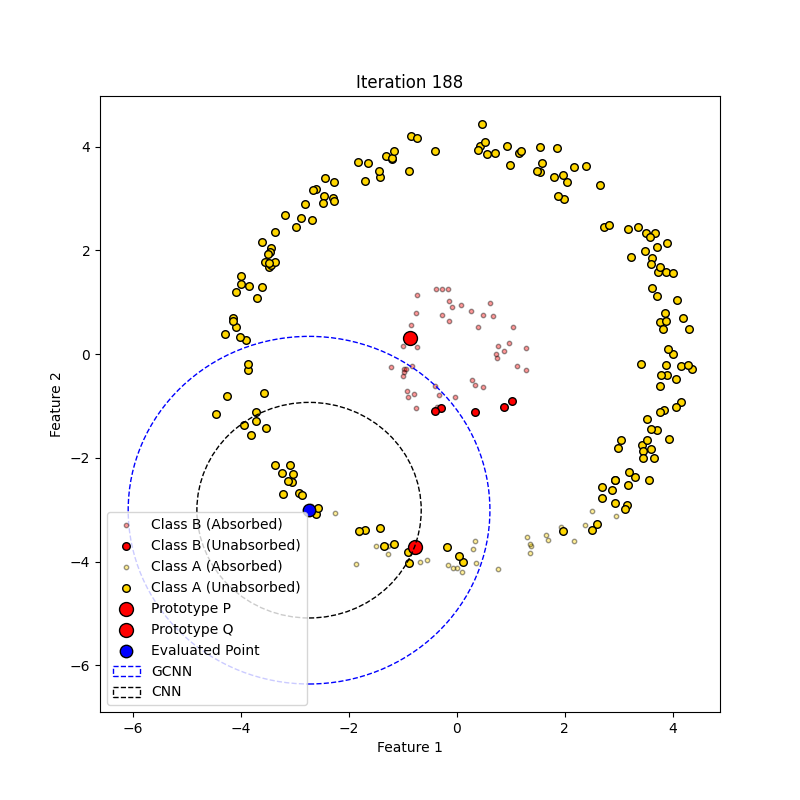 Iteration 188
Feature 2
4
2
0
−2
−4
−6
Class B (Absorbed)
Class B (Unabsorbed)
Class A (Absorbed)
Class A (Unabsorbed)
Prototype P
Prototype Q
Evaluated Point
GCNN
CNN
−6 −4 −2 0 2 4
Feature 1